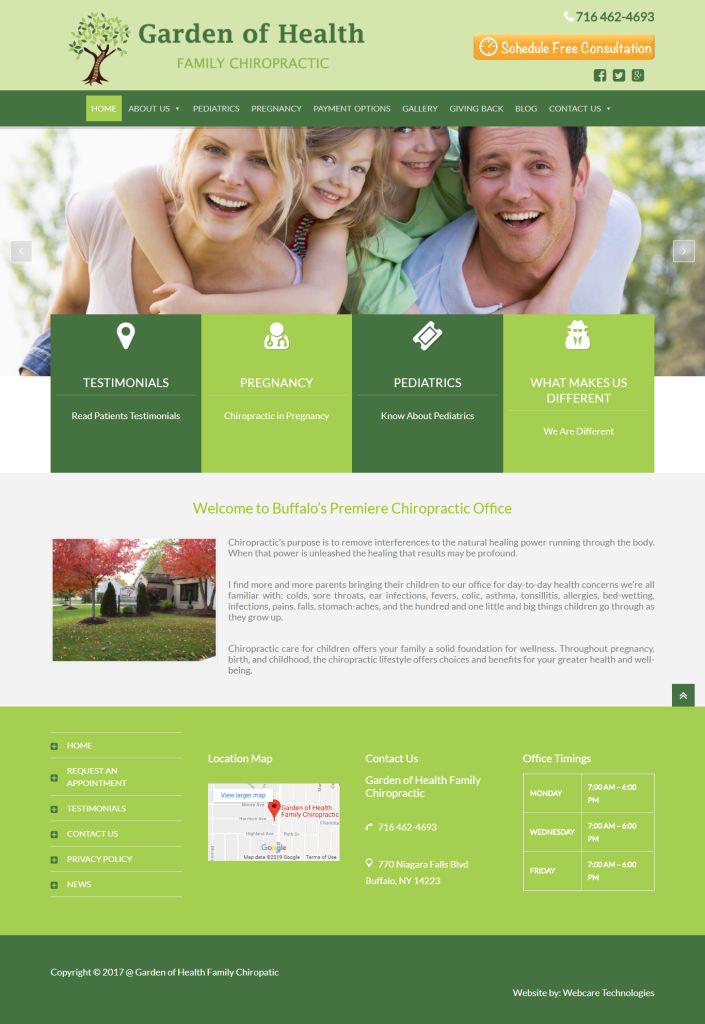 716 462-4693
Garden of Health
FAMILY CHIROPRACTIC
Schedule Free Consultation
HOME ABOUT US PEDIATRICS PREGNANCY PAYMENT OPTIONS GALLERY GIVING BACK BLOG CONTACT US
TESTIMONIALS
Read Patients Testimonials
PREGNANCY
Chiropractic in Pregnancy
PEDIATRICS
Know About Pediatrics
WHAT MAKES US
DIFFERENT
We Are Different
Welcome to Buffalo's Premiere Chiropractic Office
Chiropractic's purpose is to remove interferences to the natural healing power running through the body.
When that power is unleashed the healing that results may be profound.
I find more and more parents bringing their children to our office for day-to-day health concerns we're all
familiar with: colds, sore throats, ear infections, fevers, colic, asthma, tonsillitis, allergies, bed-wetting,
infections, pains, falls, stomach-aches, and the hundred and one little and big things children go through as
they grow up.
Chiropractic care for children offers your family a solid foundation for wellness. Throughout pregnancy,
birth, and childhood, the chiropractic lifestyle offers choices and benefits for your greater health and well-
being.
HOME
REQUEST AN
APPOINTMENT
TESTIMONIALS
CONTACT US
PRIVACY POLICY
NEWS
Location Map
View larger map
Moore Ave
Harrison Ave
Highland Ave
Ruth Dr
Garden of Health
Family Chiropractic
Google
Map data ©2019 Google Terms of Use
Contact Us
Garden of Health Family
Chiropractic
716 462-4693
770 Niagara Falls Blvd
Buffalo, NY 14223
Office Timings
MONDAY 7:00 AM – 6:00
PM
WEDNESDAY 7:00 AM – 6:00
PM
FRIDAY 7:00 AM – 6:00
PM
Copyright © 2017 @ Garden of Health Family Chiropatic
Website by: Webcare Technologies